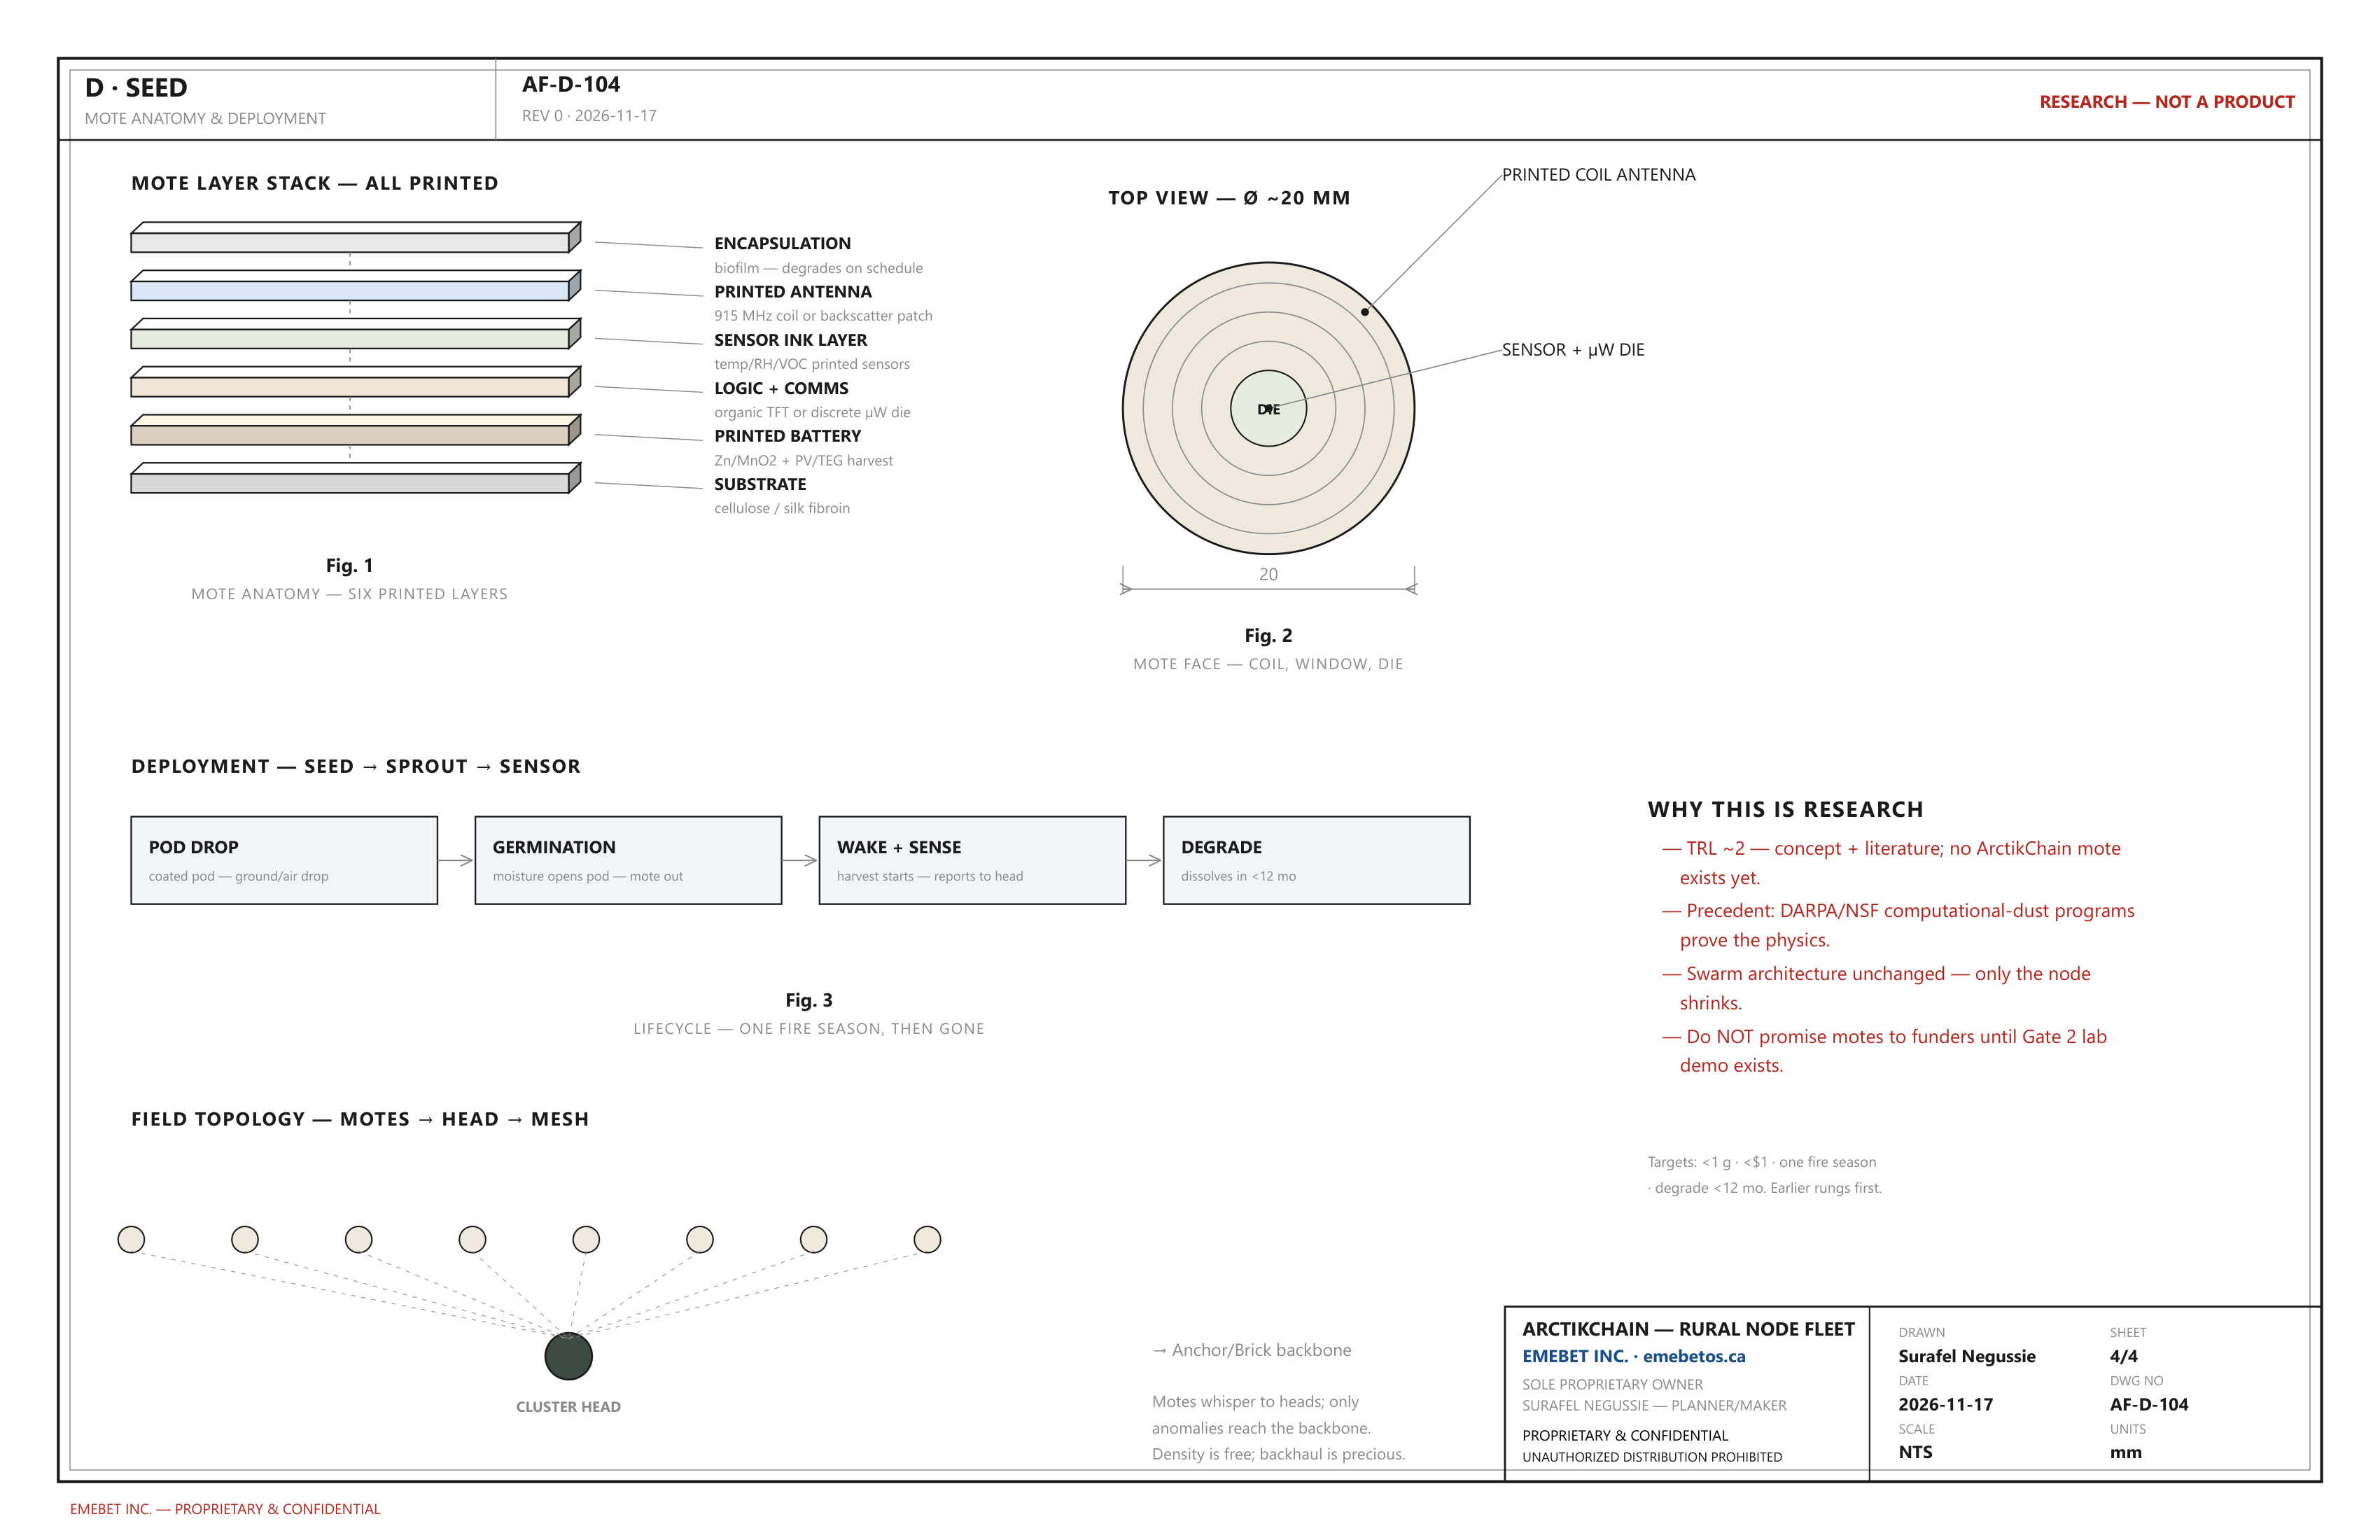 D · SEED
MOTE ANATOMY & DEPLOYMENT
AF-D-104
REV 0 · 2026-11-17
RESEARCH — NOT A PRODUCT
MOTE LAYER STACK — ALL PRINTED
ENCAPSULATION
biofilm — degrades on schedule
PRINTED ANTENNA
915 MHz coil or backscatter patch
SENSOR INK LAYER
temp/RH/VOC printed sensors
LOGIC + COMMS
organic TFT or discrete µW die
PRINTED BATTERY
Zn/MnO2 + PV/TEG harvest
SUBSTRATE
cellulose / silk fibroin
Fig. 1
MOTE ANATOMY — SIX PRINTED LAYERS
TOP VIEW — Ø ~20 MM
PRINTED COIL ANTENNA
SENSOR + µW DIE
DIE
20
Fig. 2
MOTE FACE — COIL, WINDOW, DIE
DEPLOYMENT — SEED → SPROUT → SENSOR
POD DROP
coated pod — ground/air drop
GERMINATION
moisture opens pod — mote out
WAKE + SENSE
harvest starts — reports to head
DEGRADE
dissolves in <12 mo
Fig. 3
LIFECYCLE — ONE FIRE SEASON, THEN GONE
WHY THIS IS RESEARCH
— TRL ~2 — concept + literature; no ArctikChain mote
exists yet.
— Precedent: DARPA/NSF computational-dust programs
prove the physics.
— Swarm architecture unchanged — only the node
shrinks.
— Do NOT promise motes to funders until Gate 2 lab
demo exists.
Targets: <1 g · <$1 · one fire season
· degrade <12 mo. Earlier rungs first.
FIELD TOPOLOGY — MOTES → HEAD → MESH
CLUSTER HEAD
→ Anchor/Brick backbone
Motes whisper to heads; only
anomalies reach the backbone.
Density is free; backhaul is precious.
ARCTIKCHAIN — RURAL NODE FLEET
EMEBET INC. · emebetos.ca
SOLE PROPRIETARY OWNER
SURAFEL NEGUSSIE — PLANNER/MAKER
PROPRIETARY & CONFIDENTIAL
UNAUTHORIZED DISTRIBUTION PROHIBITED
DRAWN
Surafel Negussie
DATE
2026-11-17
SCALE
NTS
SHEET
4/4
DWG NO
AF-D-104
UNITS
mm
EMEBET INC. — PROPRIETARY & CONFIDENTIAL